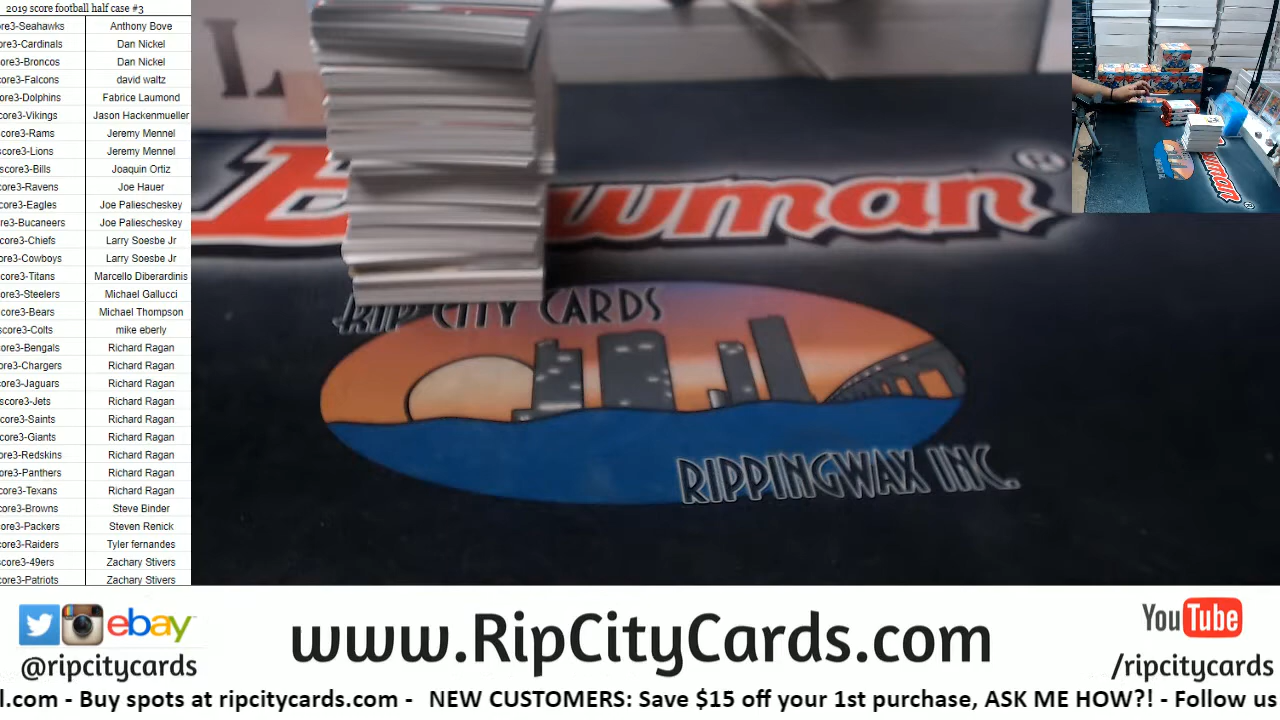 2019 score football half case #3
re3-Seahawks Anthony Bove
core3-Cardinals Dan Nickel
core3-Broncos Dan Nickel
core3-Falcons david waltz
ore3-Dolphins Fabrice Laumond
core3-Vikings Jason Hackenmueller
core3-Rams Jeremy Mennel
score3-Lions Jeremy Mennel
score3-Bills Joaquin Ortiz
core3-Ravens Joe Hauer
core3-Eagles Joe Paliescheskey
re3-Bucaneers Joe Paliescheskey
core3-Chiefs Larry Soesbe Jr
ore3-Cowboys Larry Soesbe Jr
score3-Titans Marcello Diberardinis
ore3-Steelers Michael Gallucci
core3-Bears Michael Thompson
score3-Colts mike eberly
ore3-Bengals Richard Ragan
ore3-Chargers Richard Ragan
ore3-Jaguars Richard Ragan
score3-Jets Richard Ragan
core3-Saints Richard Ragan
core3-Giants Richard Ragan
ore3-Redskins Richard Ragan
ore3-Panthers Richard Ragan
core3-Texans Richard Ragan
ore3-Browns Steve Binder
ore3-Packers Steven Renick
ore3-Raiders Tyler fernandes
core3-49ers Zachary Stivers
ore3-Patriots Zachary Stivers
Bowman ®
RIP CITY CARDS
RIPPINGWAX INC.
ebay
@ripcitycards
www.RipCityCards.com
YouTube
/ripcitycards
l.com - Buy spots at ripcitycards.com - NEW CUSTOMERS: Save $15 off your 1st purchase, ASK ME HOW?! - Follow us